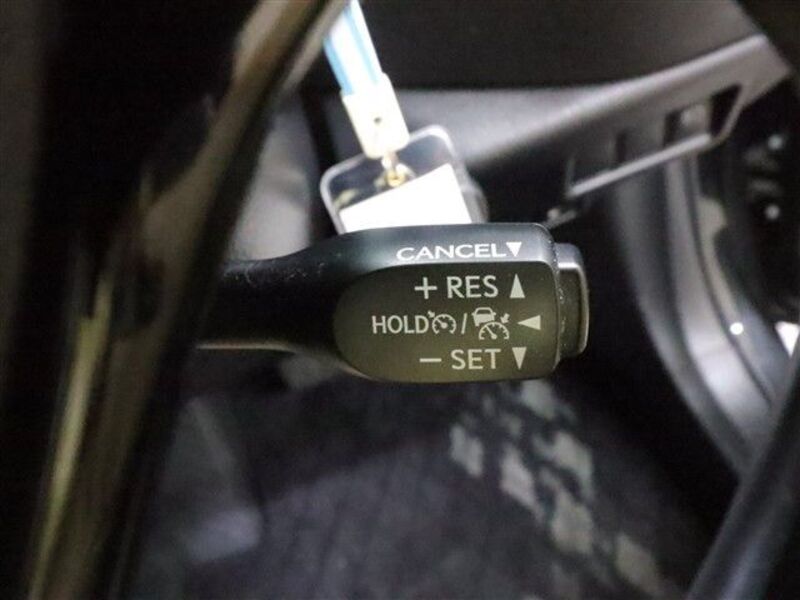 CANCEL▼
+ RES ▲
HOLD / ◀
− SET ▼